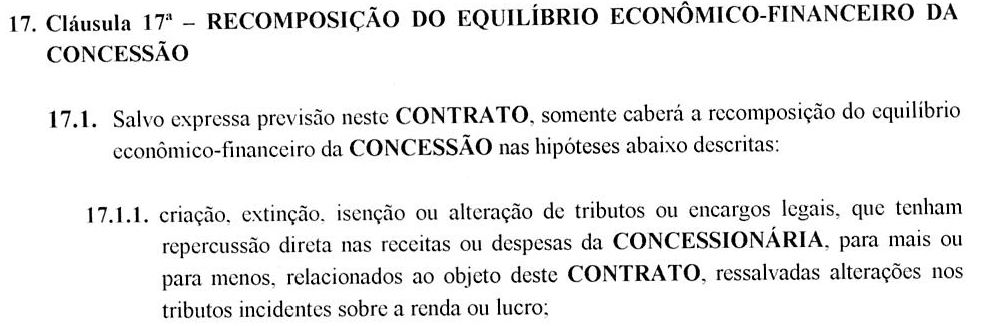 17. Cláusula 17ª – RECOMPOSIÇÃO DO EQUILÍBRIO ECONÔMICO-FINANCEIRO DA
CONCESSÃO
17.1. Salvo expressa previsão neste CONTRATO, somente caberá a recomposição do equilíbrio
econômico-financeiro da CONCESSÃO nas hipóteses abaixo descritas:
17.1.1. criação, extinção, isenção ou alteração de tributos ou encargos legais, que tenham
repercussão direta nas receitas ou despesas da CONCESSIONÁRIA, para mais ou
para menos, relacionados ao objeto deste CONTRATO, ressalvadas alterações nos
tributos incidentes sobre a renda ou lucro;